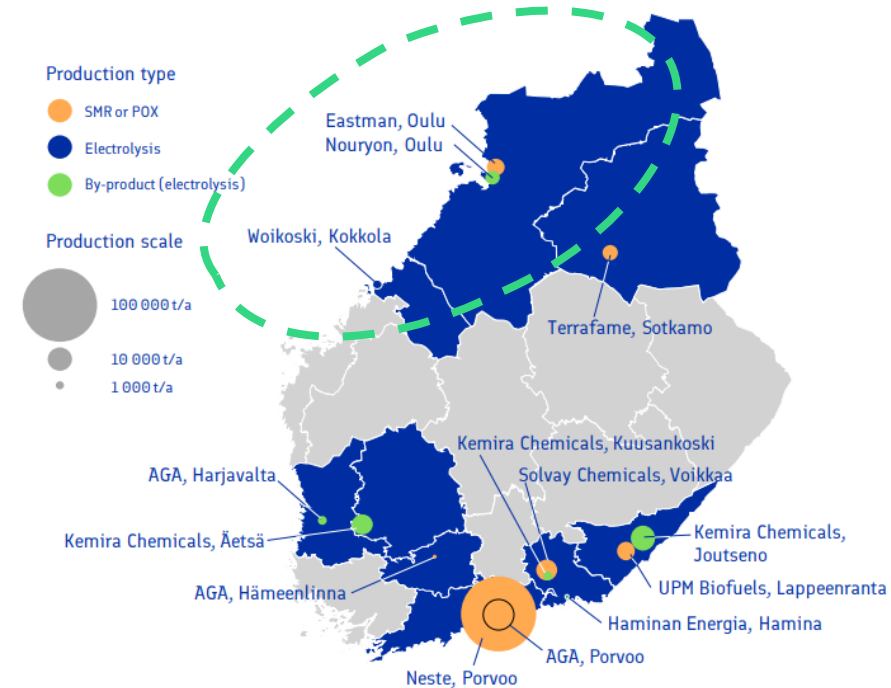 Production type
SMR or POX
Electrolysis
By-product (electrolysis)
Production scale
100 000 t/a
10 000 t/a
1 000 t/a
Eastman, Oulu
Nouryon, Oulu
Woikoski, Kokkola
Terrafame, Sotkamo
Kemira Chemicals, Kuusankoski
Solvay Chemicals, Voikkaa
AGA, Harjavalta
Kemira Chemicals, Äetsä
Kemira Chemicals,
Joutseno
UPM Biofuels, Lappeenranta
AGA, Hämeenlinna
Haminan Energia, Hamina
AGA, Porvoo
Neste, Porvoo